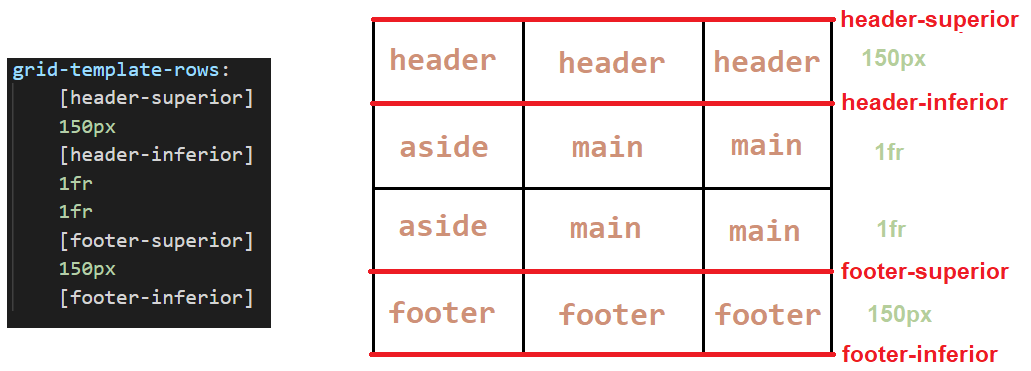 grid-template-rows:
[header-superior]
150px
[header-inferior]
1fr
1fr
[footer-superior]
150px
[footer-inferior]
header-superior
header header header 150px
header-inferior
aside main main 1fr
aside main main 1fr
footer-superior
footer footer footer 150px
footer-inferior